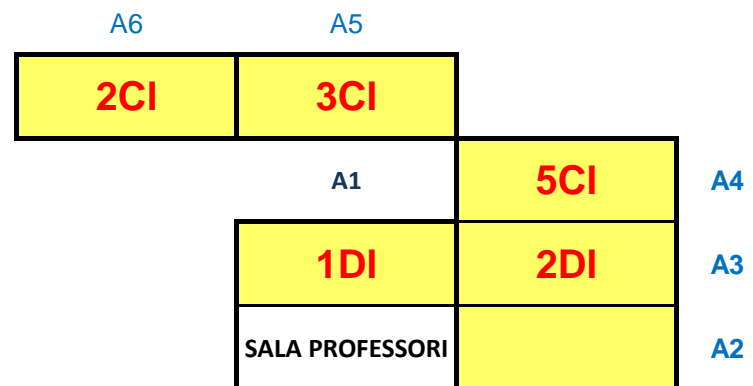 A6 A5
2CI 3CI
A1 5CI A4
1DI 2DI A3
SALA PROFESSORI A2